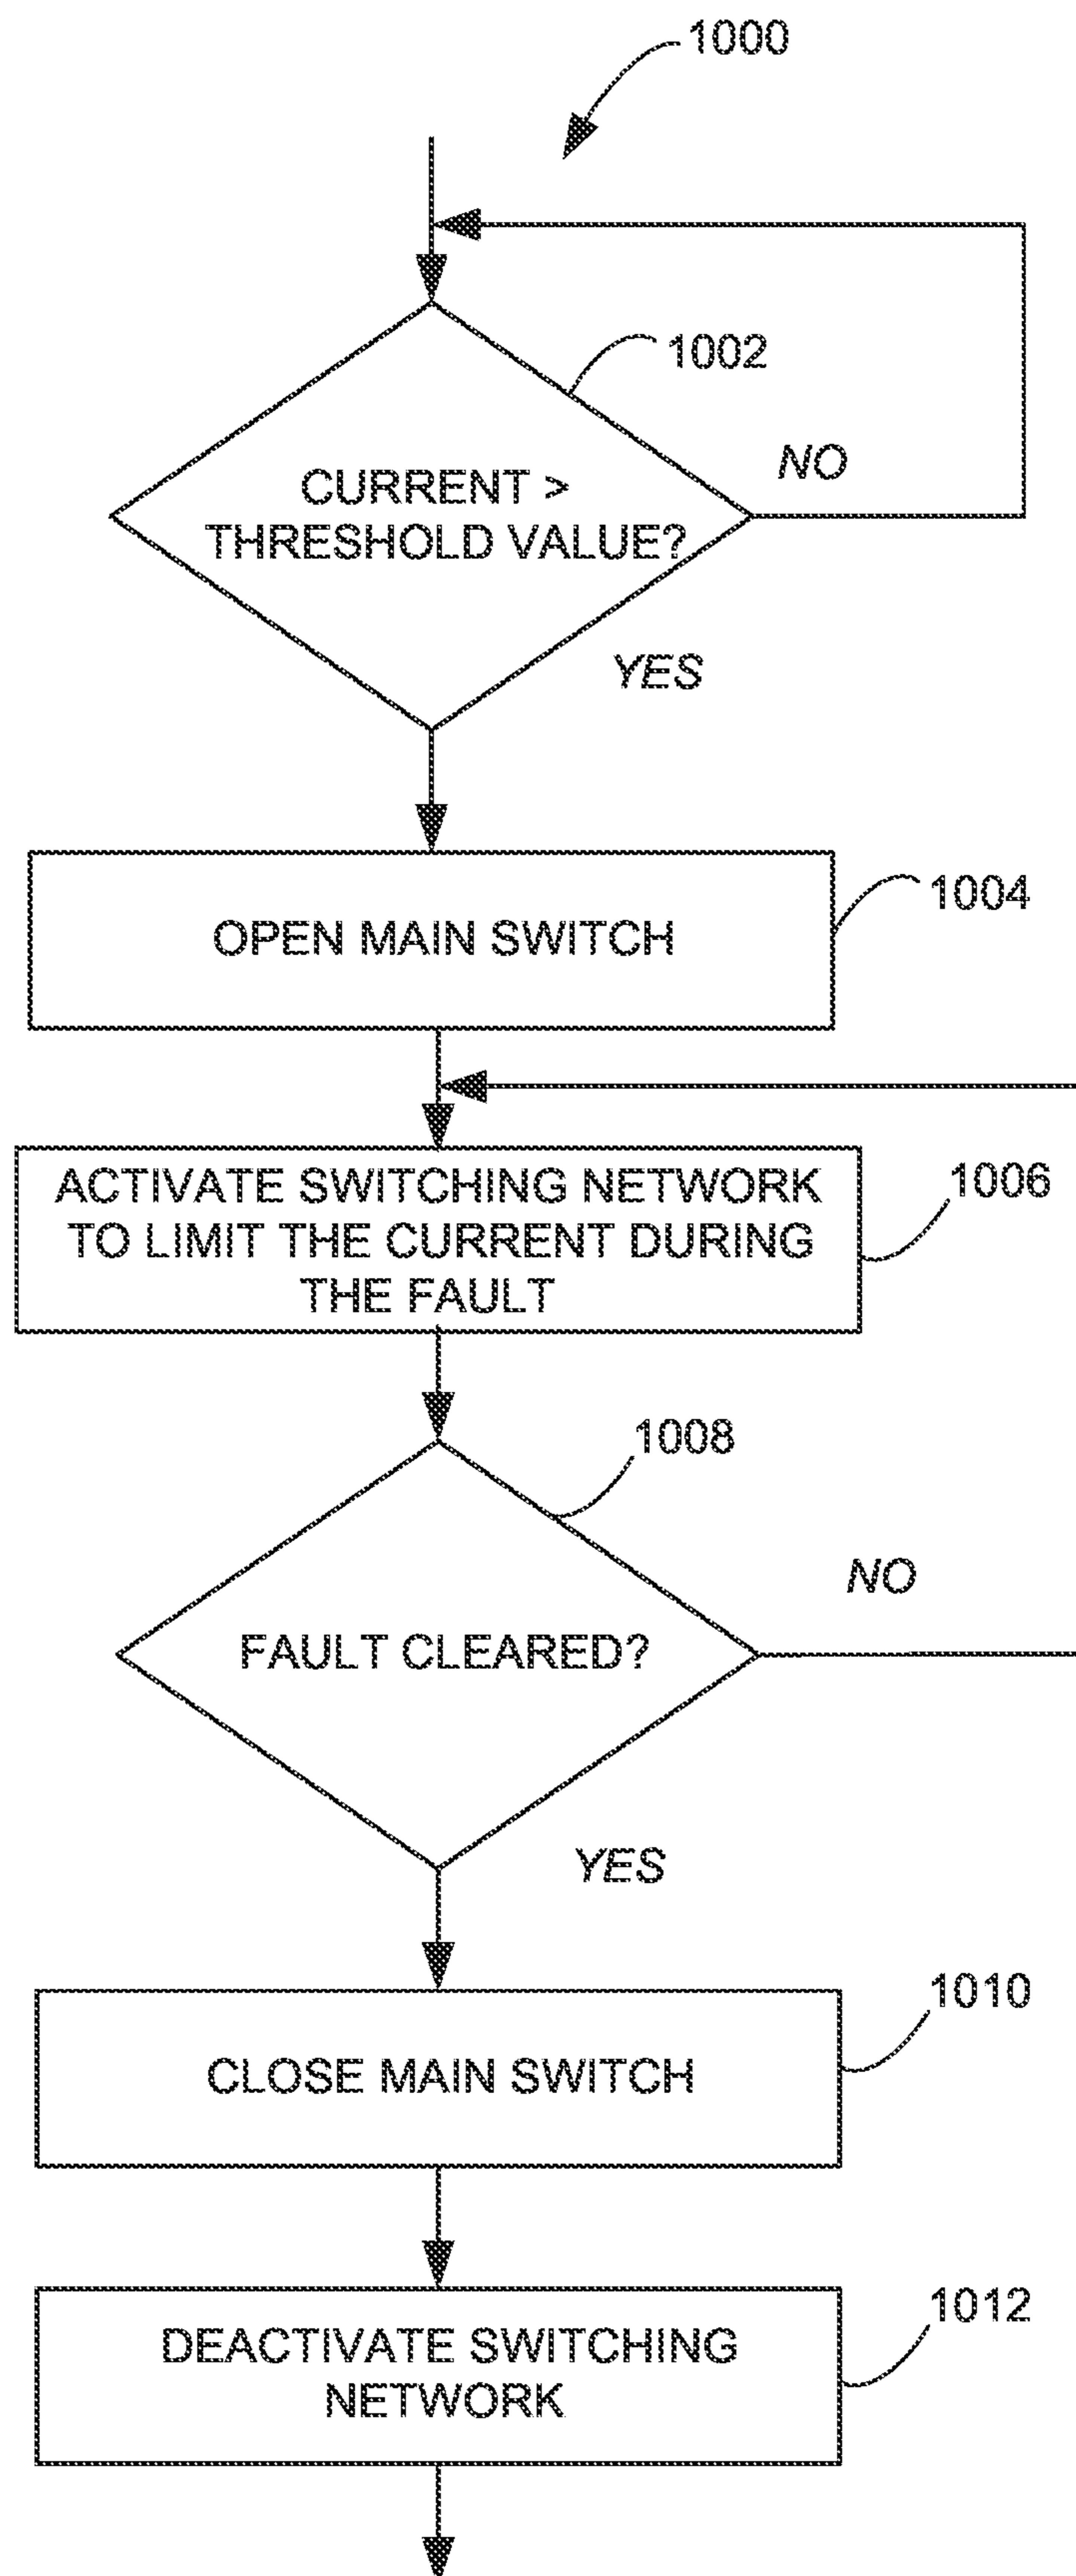 1000
1002
CURRENT >
THRESHOLD VALUE?
NO
YES
OPEN MAIN SWITCH
1004
ACTIVATE SWITCHING NETWORK
TO LIMIT THE CURRENT DURING
THE FAULT
1006
1008
FAULT CLEARED?
NO
YES
CLOSE MAIN SWITCH
1010
DEACTIVATE SWITCHING
NETWORK
1012